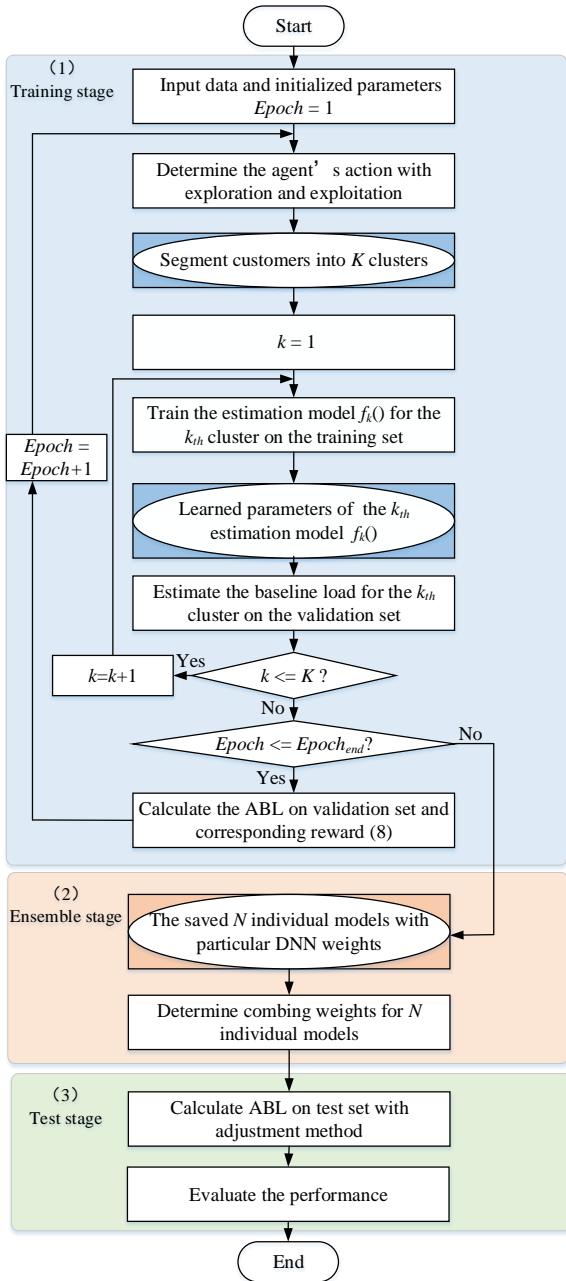 Start
（1）
Training stage
Input data and initialized parameters
Epoch = 1
Determine the agent’s action with
exploration and exploitation
Segment customers into K clusters
k = 1
Train the estimation model fk() for the
kth cluster on the training set
Epoch =
Epoch+1
Learned parameters of the kth
estimation model fk()
Estimate the baseline load for the kth
cluster on the validation set
k=k+1
Yes
k <= K ?
No
Epoch <= Epochend?
No
Yes
Calculate the ABL on validation set and
corresponding reward (8)
（2）
Ensemble stage
The saved N individual models with
particular DNN weights
Determine combing weights for N
individual models
（3）
Test stage
Calculate ABL on test set with
adjustment method
Evaluate the performance
End